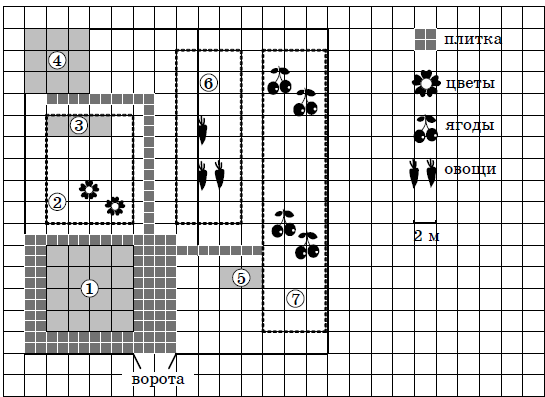 плитка
④
⑥
цветы
③
ягоды
овощи
②
2 м
⑤
①
⑦
ворота